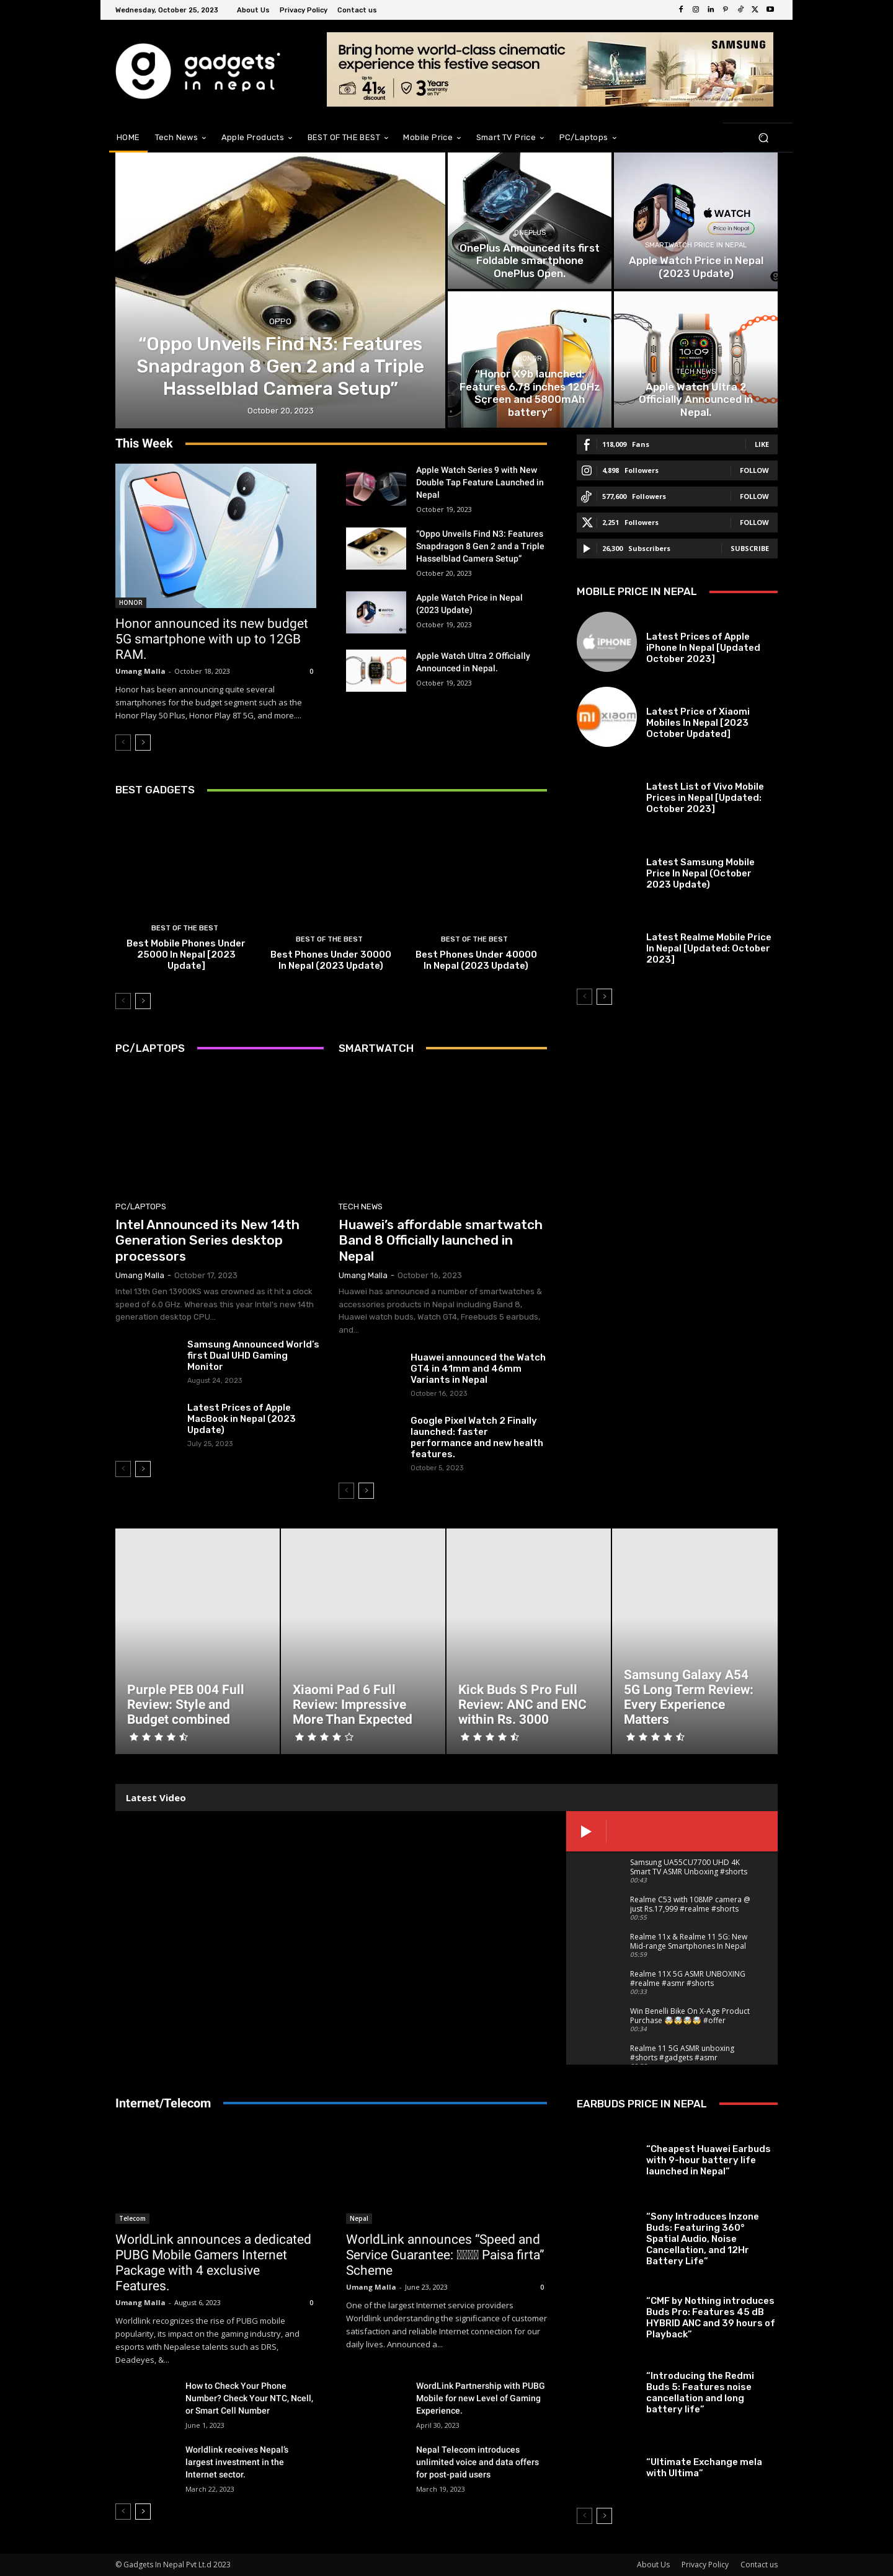 Wednesday, October 25, 2023
About Us Privacy Policy Contact us
gadgets
in nepal
Bring home world-class cinematic
experience this festive season
SAMSUNG
up to 41% discount
3 Years warranty on TV
HOME Tech News Apple Products BEST OF THE BEST Mobile Price Smart TV Price PC/Laptops
OPPO
“Oppo Unveils Find N3: Features
Snapdragon 8 Gen 2 and a Triple
Hasselblad Camera Setup”
October 20, 2023
ONEPLUS
OnePlus Announced its first
Foldable smartphone
OnePlus Open.
WATCH
Price in Nepal
SMARTWATCH PRICE IN NEPAL
Apple Watch Price in Nepal
(2023 Update)
HONOR
“Honor X9b launched:
Features 6.78 inches 120Hz
Screen and 5800mAh
battery”
10:09
TECH NEWS
Apple Watch Ultra 2
Officially Announced in
Nepal.
This Week
HONOR
Honor announced its new budget
5G smartphone with up to 12GB
RAM.
Umang Malla - October 18, 2023 0
Honor has been announcing quite several
smartphones for the budget segment such as the
Honor Play 50 Plus, Honor Play 8T 5G, and more....
Apple Watch Series 9 with New
Double Tap Feature Launched in
Nepal
October 19, 2023
“Oppo Unveils Find N3: Features
Snapdragon 8 Gen 2 and a Triple
Hasselblad Camera Setup”
October 20, 2023
Apple Watch Price in Nepal
(2023 Update)
October 19, 2023
Apple Watch Ultra 2 Officially
Announced in Nepal.
October 19, 2023
118,009 Fans LIKE
4,898 Followers FOLLOW
577,600 Followers FOLLOW
2,251 Followers FOLLOW
26,300 Subscribers SUBSCRIBE
MOBILE PRICE IN NEPAL
iPHONE
Latest Prices of Apple
iPhone In Nepal [Updated
October 2023]
xiaomi
Latest Price of Xiaomi
Mobiles In Nepal [2023
October Updated]
Latest List of Vivo Mobile
Prices in Nepal [Updated:
October 2023]
Latest Samsung Mobile
Price In Nepal (October
2023 Update)
Latest Realme Mobile Price
In Nepal [Updated: October
2023]
BEST GADGETS
BEST OF THE BEST
Best Mobile Phones Under
25000 In Nepal [2023
Update]
BEST OF THE BEST
Best Phones Under 30000
In Nepal (2023 Update)
BEST OF THE BEST
Best Phones Under 40000
In Nepal (2023 Update)
PC/LAPTOPS
PC/LAPTOPS
Intel Announced its New 14th
Generation Series desktop
processors
Umang Malla - October 17, 2023
Intel 13th Gen 13900KS was crowned as it hit a clock
speed of 6.0 GHz. Whereas this year Intel's new 14th
generation desktop CPU...
Samsung Announced World’s
first Dual UHD Gaming
Monitor
August 24, 2023
Latest Prices of Apple
MacBook in Nepal (2023
Update)
July 25, 2023
SMARTWATCH
TECH NEWS
Huawei’s affordable smartwatch
Band 8 Officially launched in
Nepal
Umang Malla - October 16, 2023
Huawei has announced a number of smartwatches &
accessories products in Nepal including Band 8,
Huawei watch buds, Watch GT4, Freebuds 5 earbuds,
and...
Huawei announced the Watch
GT4 in 41mm and 46mm
Variants in Nepal
October 16, 2023
Google Pixel Watch 2 Finally
launched: faster
performance and new health
features.
October 5, 2023
Purple PEB 004 Full
Review: Style and
Budget combined
Xiaomi Pad 6 Full
Review: Impressive
More Than Expected
Kick Buds S Pro Full
Review: ANC and ENC
within Rs. 3000
Samsung Galaxy A54
5G Long Term Review:
Every Experience
Matters
Latest Video
Samsung UA55CU7700 UHD 4K
Smart TV ASMR Unboxing #shorts
00:43
Realme C53 with 108MP camera @
just Rs.17,999 #realme #shorts
00:55
Realme 11x & Realme 11 5G: New
Mid-range Smartphones In Nepal
05:59
Realme 11X 5G ASMR UNBOXING
#realme #asmr #shorts
00:33
Win Benelli Bike On X-Age Product
Purchase 🤯🤯🤯🤯 #offer
00:34
Realme 11 5G ASMR unboxing
#shorts #gadgets #asmr
Internet/Telecom
Telecom
WorldLink announces a dedicated
PUBG Mobile Gamers Internet
Package with 4 exclusive
Features.
Umang Malla - August 6, 2023 0
Worldlink recognizes the rise of PUBG mobile
popularity, its impact on the gaming industry, and
esports with Nepalese talents such as DRS,
Deadeyes, &...
How to Check Your Phone
Number? Check Your NTC, Ncell,
or Smart Cell Number
June 1, 2023
Worldlink receives Nepal’s
largest investment in the
Internet sector.
March 22, 2023
Nepal
WorldLink announces “Speed and
Service Guarantee: Paisa firta”
Scheme
Umang Malla - June 23, 2023 0
One of the largest Internet service providers
Worldlink understanding the significance of customer
satisfaction and reliable Internet connection for our
daily lives. Announced a...
WordLink Partnership with PUBG
Mobile for new Level of Gaming
Experience.
April 30, 2023
Nepal Telecom introduces
unlimited voice and data offers
for post-paid users
March 19, 2023
EARBUDS PRICE IN NEPAL
“Cheapest Huawei Earbuds
with 9-hour battery life
launched in Nepal”
“Sony Introduces Inzone
Buds: Featuring 360°
Spatial Audio, Noise
Cancellation, and 12Hr
Battery Life”
“CMF by Nothing introduces
Buds Pro: Features 45 dB
HYBRID ANC and 39 hours of
Playback”
“Introducing the Redmi
Buds 5: Features noise
cancellation and long
battery life”
“Ultimate Exchange mela
with Ultima”
© Gadgets In Nepal Pvt Lt.d 2023
About Us Privacy Policy Contact us